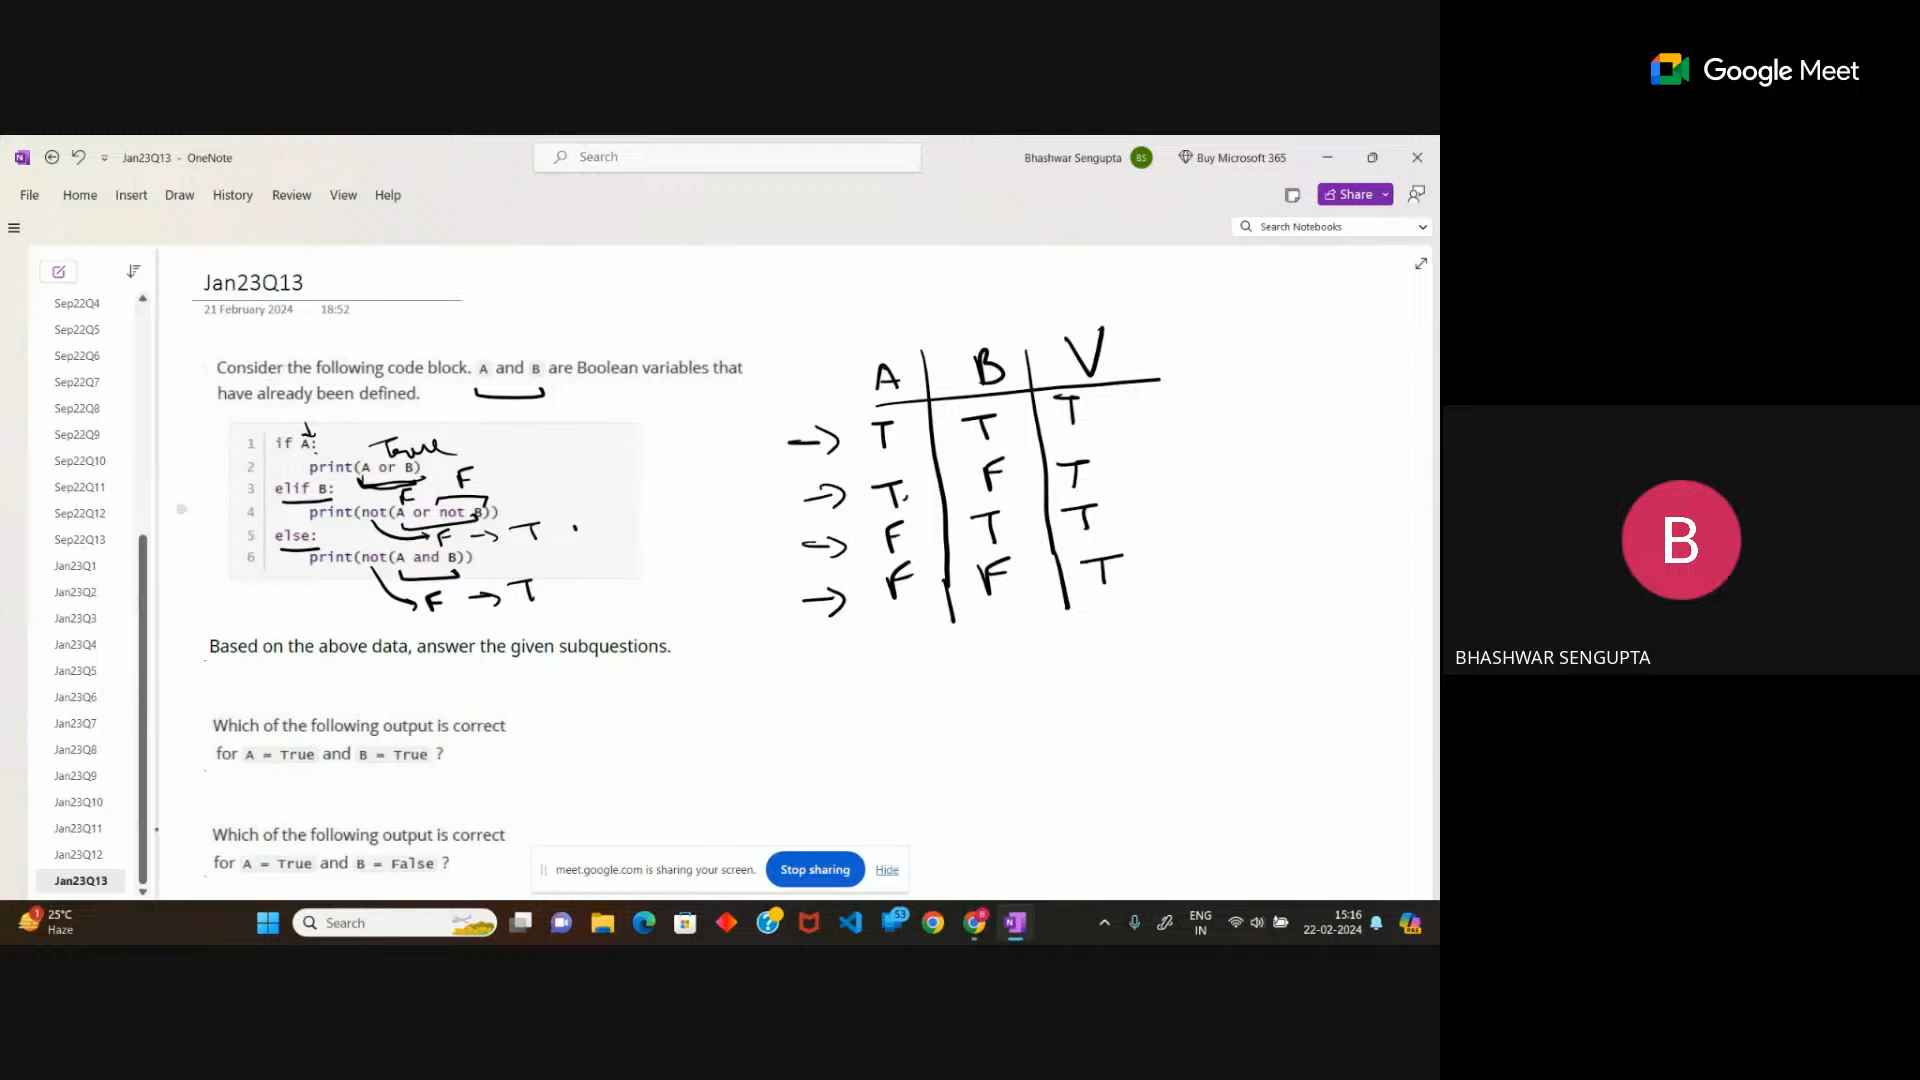 Google Meet
Jan23Q13 - OneNote
Search
Bhashwar Sengupta
BS
Buy Microsoft 365
File Home Insert Draw History Review View Help
Share
Search Notebooks
Sep22Q4
Sep22Q5
Sep22Q6
Sep22Q7
Sep22Q8
Sep22Q9
Sep22Q10
Sep22Q11
Sep22Q12
Sep22Q13
Jan23Q1
Jan23Q2
Jan23Q3
Jan23Q4
Jan23Q5
Jan23Q6
Jan23Q7
Jan23Q8
Jan23Q9
Jan23Q10
Jan23Q11
Jan23Q12
Jan23Q13
Jan23Q13
21 February 2024 18:52
Consider the following code block. A and B are Boolean variables that
have already been defined.
1 if A:
True
2 print(A or B)
F
3 elif B:
F
4 print(not(A or not B))
F → T
5 else:
6 print(not(A and B))
F → T
A B V
→ T T T
→ T F T
→ F T T
→ F F T
Based on the above data, answer the given subquestions.
Which of the following output is correct
for A = True and B = True ?
Which of the following output is correct
for A = True and B = False ?
meet.google.com is sharing your screen.
Stop sharing
Hide
B
BHASHWAR SENGUPTA
1
25°C
Haze
Search
53
B
ENG
IN
15:16
22-02-2024
PRE